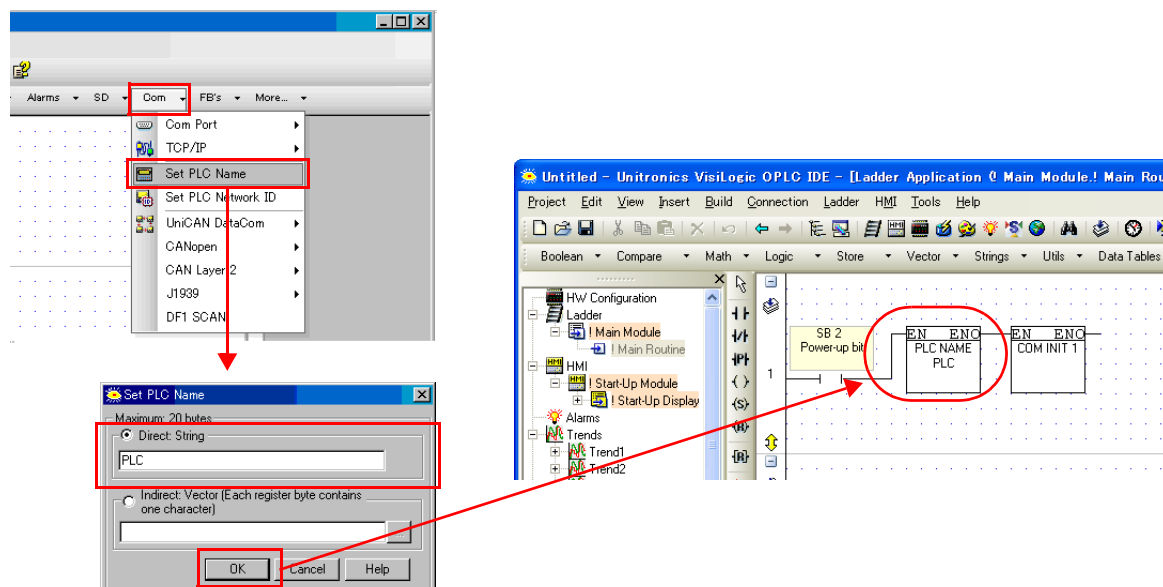 Alarms SD Com FB's More...
Com Port
TCP/IP
Set PLC Name
Set PLC Network ID
UniCAN DataCom
CANopen
CAN Layer 2
J1939
DF1 SCAN
Set PLC Name
Maximum: 20 bytes
Direct: String
PLC
Indirect: Vector (Each register byte contains
one character)
...
OK Cancel Help
Untitled - Unitronics VisiLogic OPLC IDE - [Ladder Application (! Main Module.! Main Rou
Project Edit View Insert Build Connection Ladder HMI Tools Help
Boolean Compare Math Logic Store Vector Strings Utils Data Tables
HW Configuration
Ladder
! Main Module
! Main Routine
HMI
! Start-Up Module
! Start-Up Display
Alarms
Trends
Trend1
Trend2
1
SB 2
Power-up bit
EN ENO
PLC NAME
PLC
EN ENO
COM INIT 1